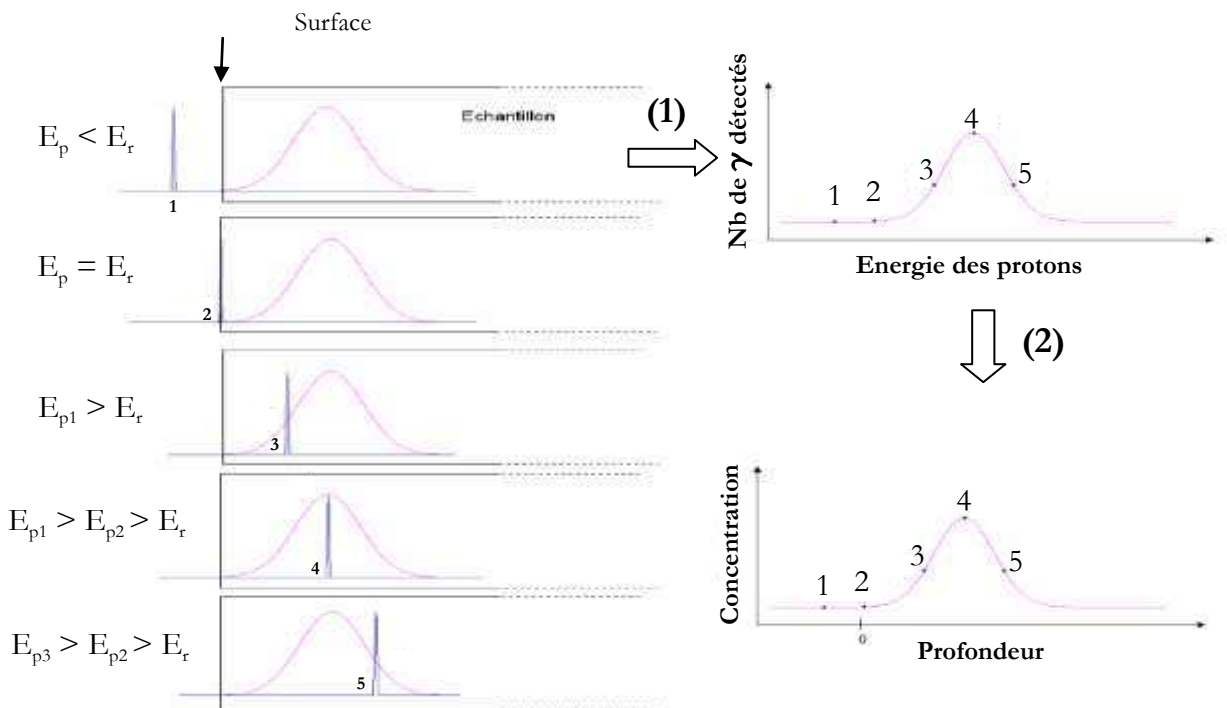 Surface
Echantillon
E_p < E_r
1
E_p = E_r
2
E_p1 > E_r
3
E_p1 > E_p2 > E_r
4
E_p3 > E_p2 > E_r
5
(1)
Nb de γ détectés
1 2 3 4 5
Energie des protons
(2)
Concentration
1 2 3 4 5
0
Profondeur